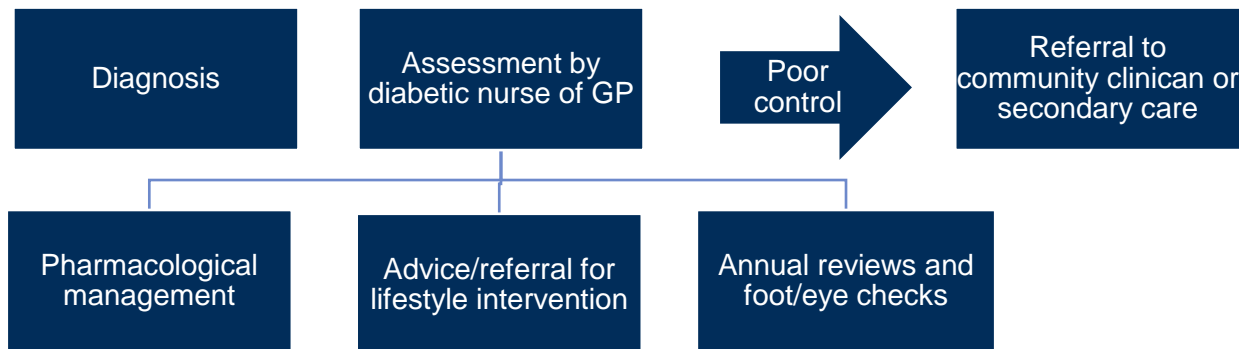 Diagnosis
Assessment by
diabetic nurse of GP
Poor
control
Referral to
community clinican or
secondary care
Pharmacological
management
Advice/referral for
lifestyle intervention
Annual reviews and
foot/eye checks